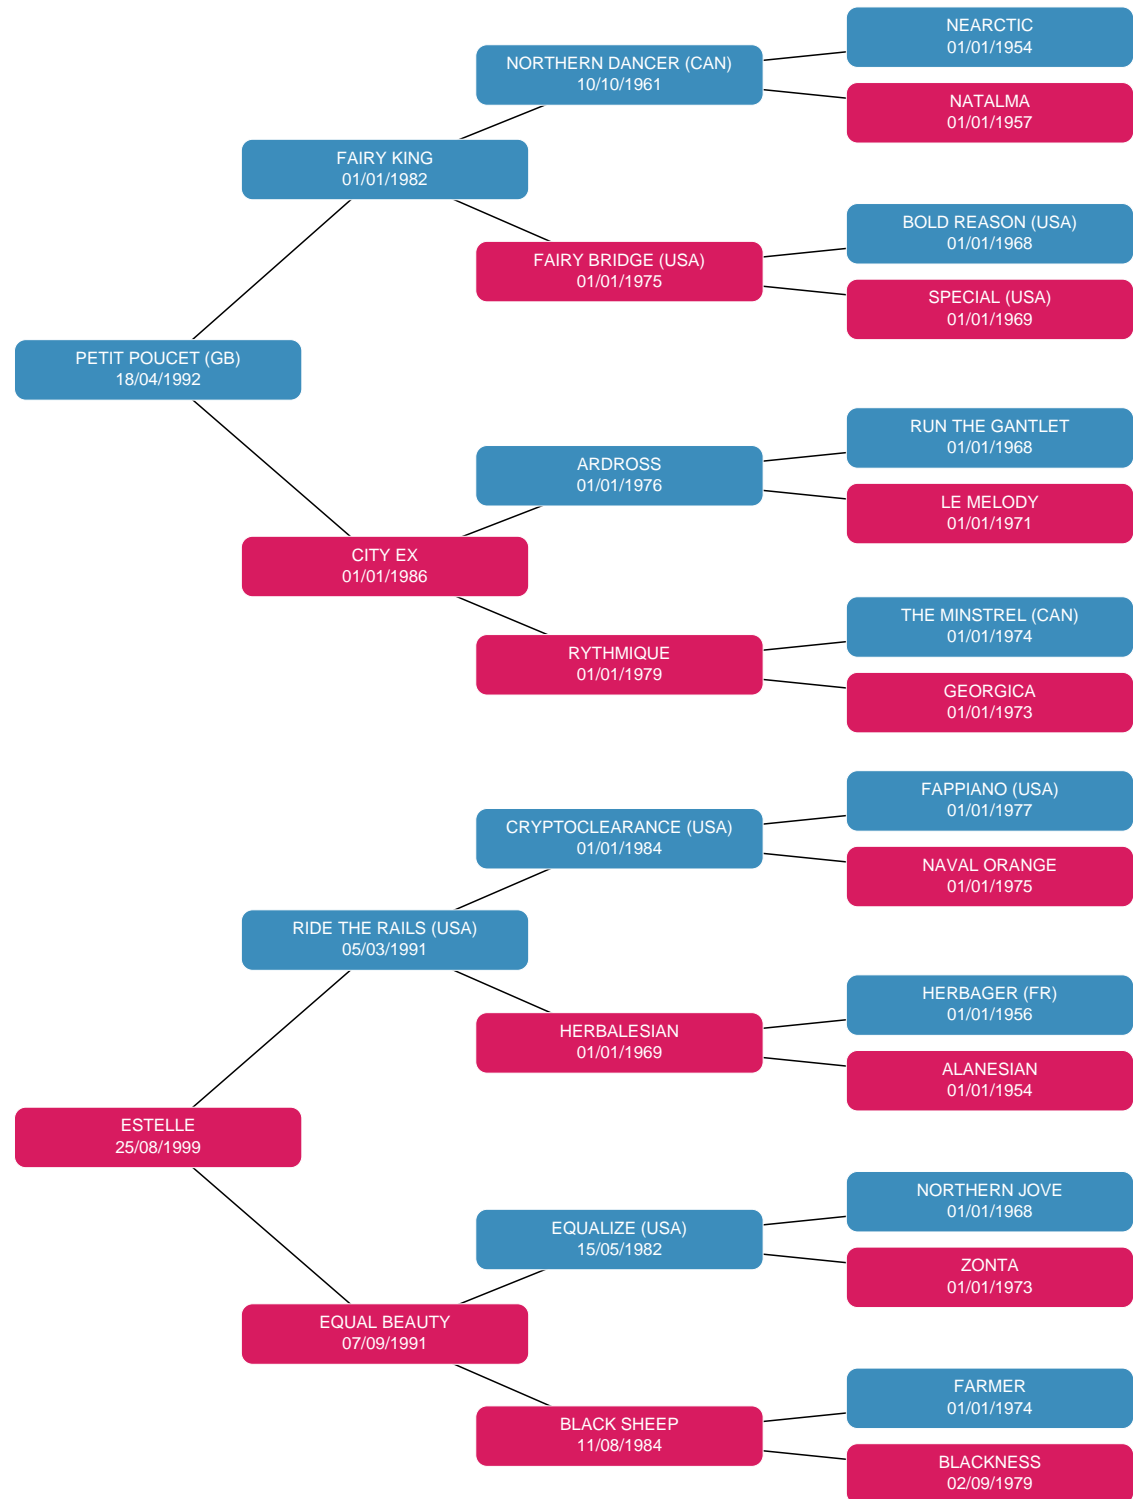 NEARCTIC
01/01/1954
NORTHERN DANCER (CAN)
10/10/1961
NATALMA
01/01/1957
FAIRY KING
01/01/1982
BOLD REASON (USA)
01/01/1968
FAIRY BRIDGE (USA)
01/01/1975
SPECIAL (USA)
01/01/1969
PETIT POUCET (GB)
18/04/1992
RUN THE GANTLET
01/01/1968
ARDROSS
01/01/1976
LE MELODY
01/01/1971
CITY EX
01/01/1986
THE MINSTREL (CAN)
01/01/1974
RYTHMIQUE
01/01/1979
GEORGICA
01/01/1973
FAPPIANO (USA)
01/01/1977
CRYPTOCLEARANCE (USA)
01/01/1984
NAVAL ORANGE
01/01/1975
RIDE THE RAILS (USA)
05/03/1991
HERBAGER (FR)
01/01/1956
HERBALESIAN
01/01/1969
ALANESIAN
01/01/1954
ESTELLE
25/08/1999
NORTHERN JOVE
01/01/1968
EQUALIZE (USA)
15/05/1982
ZONTA
01/01/1973
EQUAL BEAUTY
07/09/1991
FARMER
01/01/1974
BLACK SHEEP
11/08/1984
BLACKNESS
02/09/1979